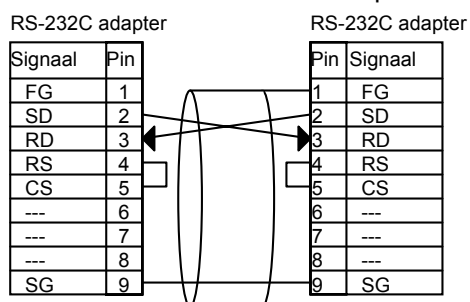 RS-232C adapter RS-232C adapter
Signaal Pin Pin Signaal
FG 1 1 FG
SD 2 2 SD
RD 3 3 RD
RS 4 4 RS
CS 5 5 CS
--- 6 6 ---
--- 7 7 ---
--- 8 8 ---
SG 9 9 SG